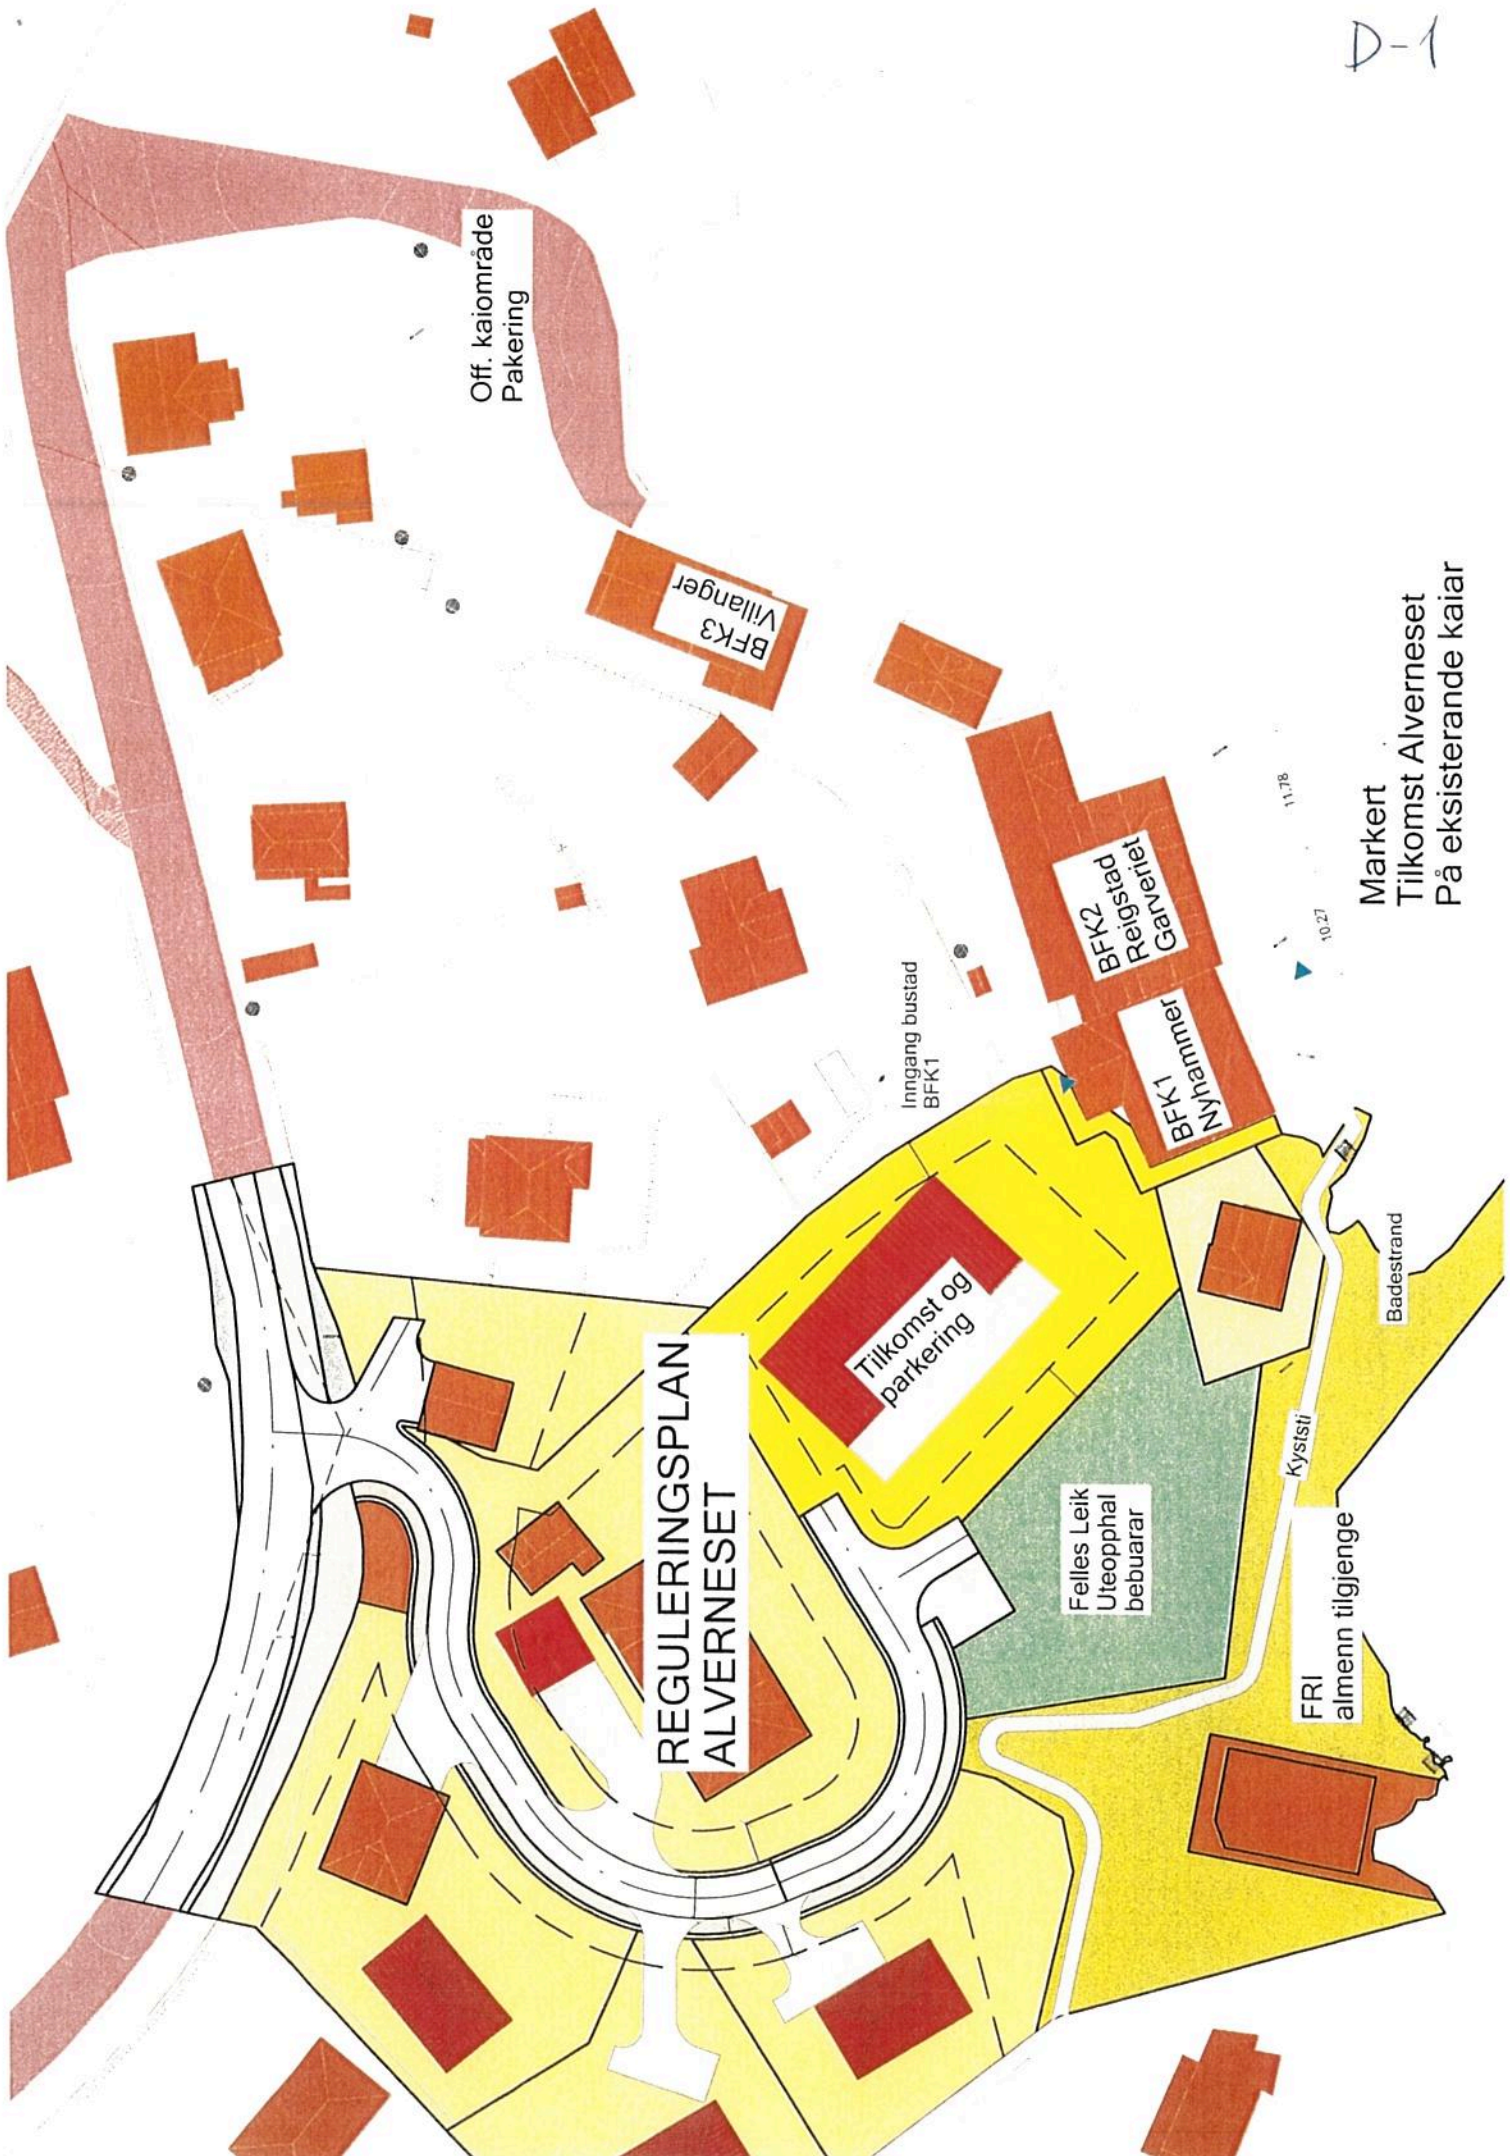 D-1
Off. kaiområde
Pakering
BFK3
Villanger
BFK2
Reigstad
Garveriet
BFK1
Nyhammer
11.78
10.27
Markert
Tilkomst Alverneset
På eksisterande kaiar
Inngang bustad
BFK1
Tilkomst og
parkering
REGULERINGSPLAN
ALVERNESET
Badestrand
Kyststi
Felles Leik
Uteopphal
bebuarar
FRI
almenn tilgjenge